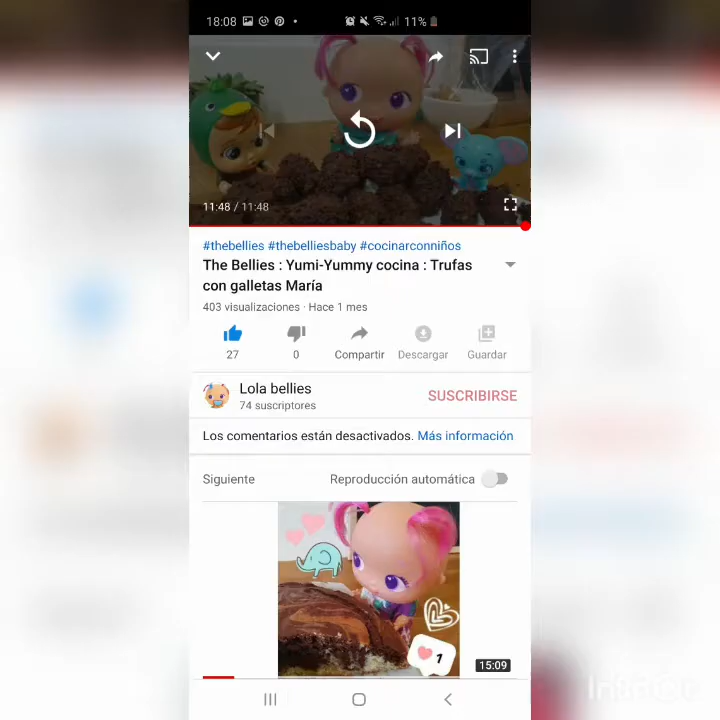 18:08
11%
11:48 / 11:48
#thebellies #thebelliesbaby #cocinarconniños
The Bellies : Yumi-Yummy cocina : Trufas
con galletas María
403 visualizaciones · Hace 1 mes
27
0
Compartir
Descargar
Guardar
Lola bellies
74 suscriptores
SUSCRIBIRSE
Los comentarios están desactivados. Más información
Siguiente
Reproducción automática
1
15:09